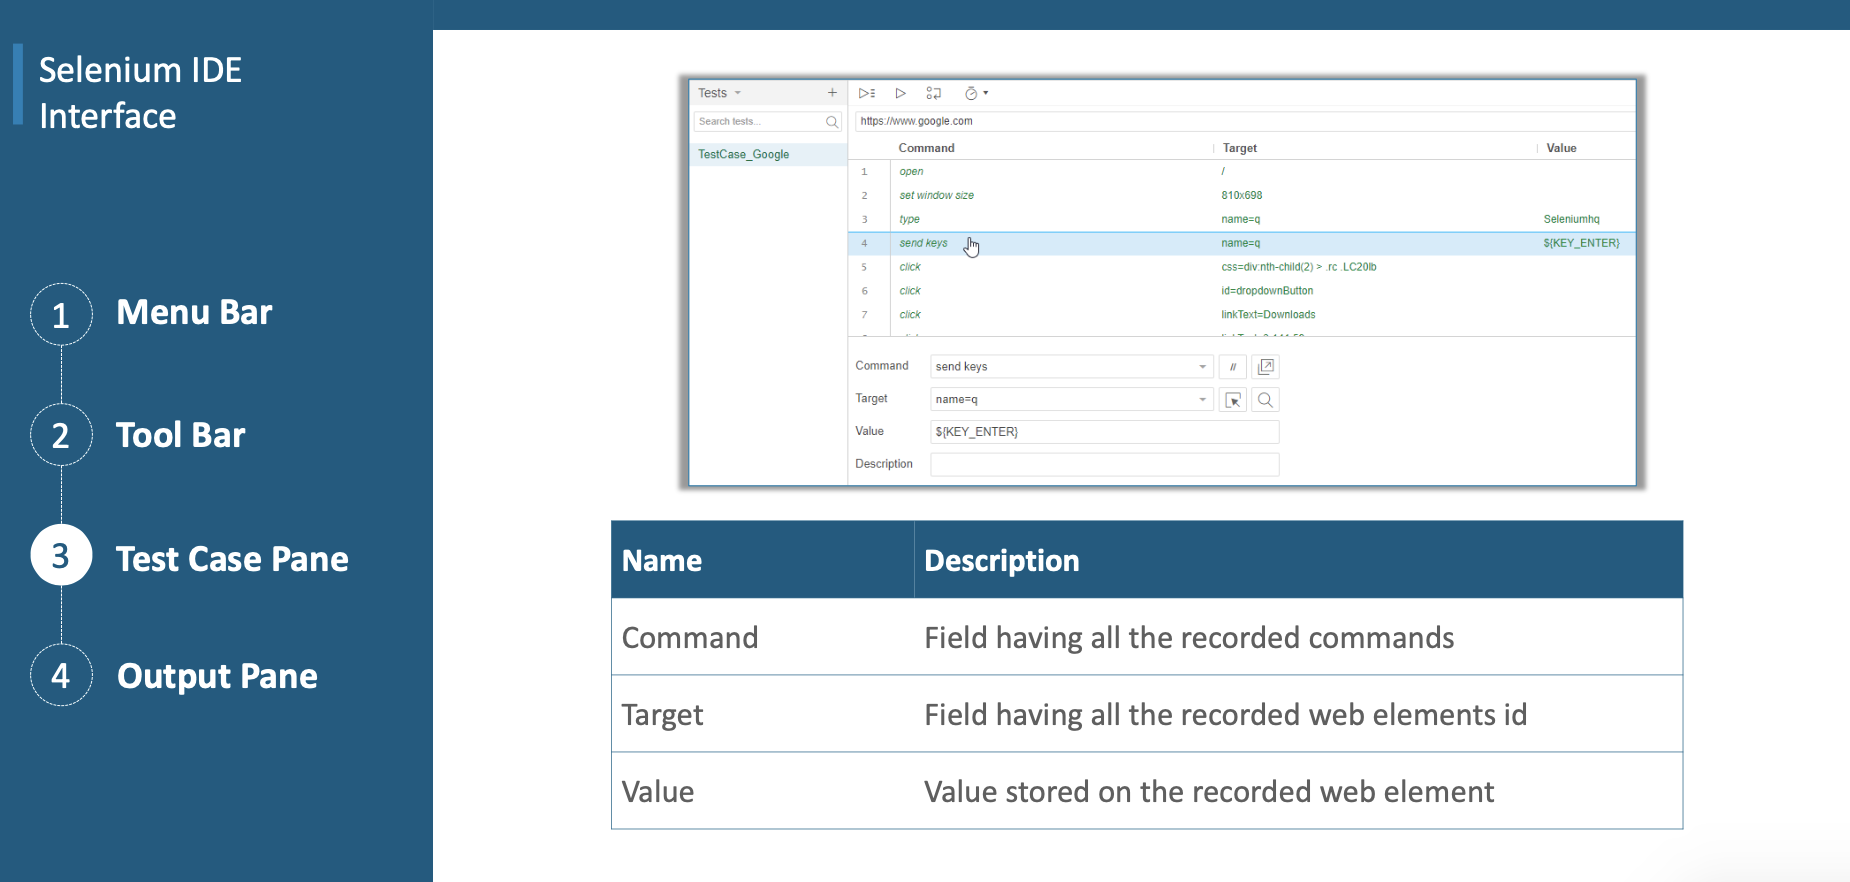 Selenium IDE
Interface
1 Menu Bar
2 Tool Bar
3 Test Case Pane
4 Output Pane
Tests
Search tests...
TestCase_Google
https://www.google.com
Command Target Value
1 open /
2 set window size 810x698
3 type name=q Seleniumhq
4 send keys name=q ${KEY_ENTER}
5 click css=div:nth-child(2) > .rc .LC20lb
6 click id=dropdownButton
7 click linkText=Downloads
Command send keys //
Target name=q
Value ${KEY_ENTER}
Description
Name Description
Command Field having all the recorded commands
Target Field having all the recorded web elements id
Value Value stored on the recorded web element